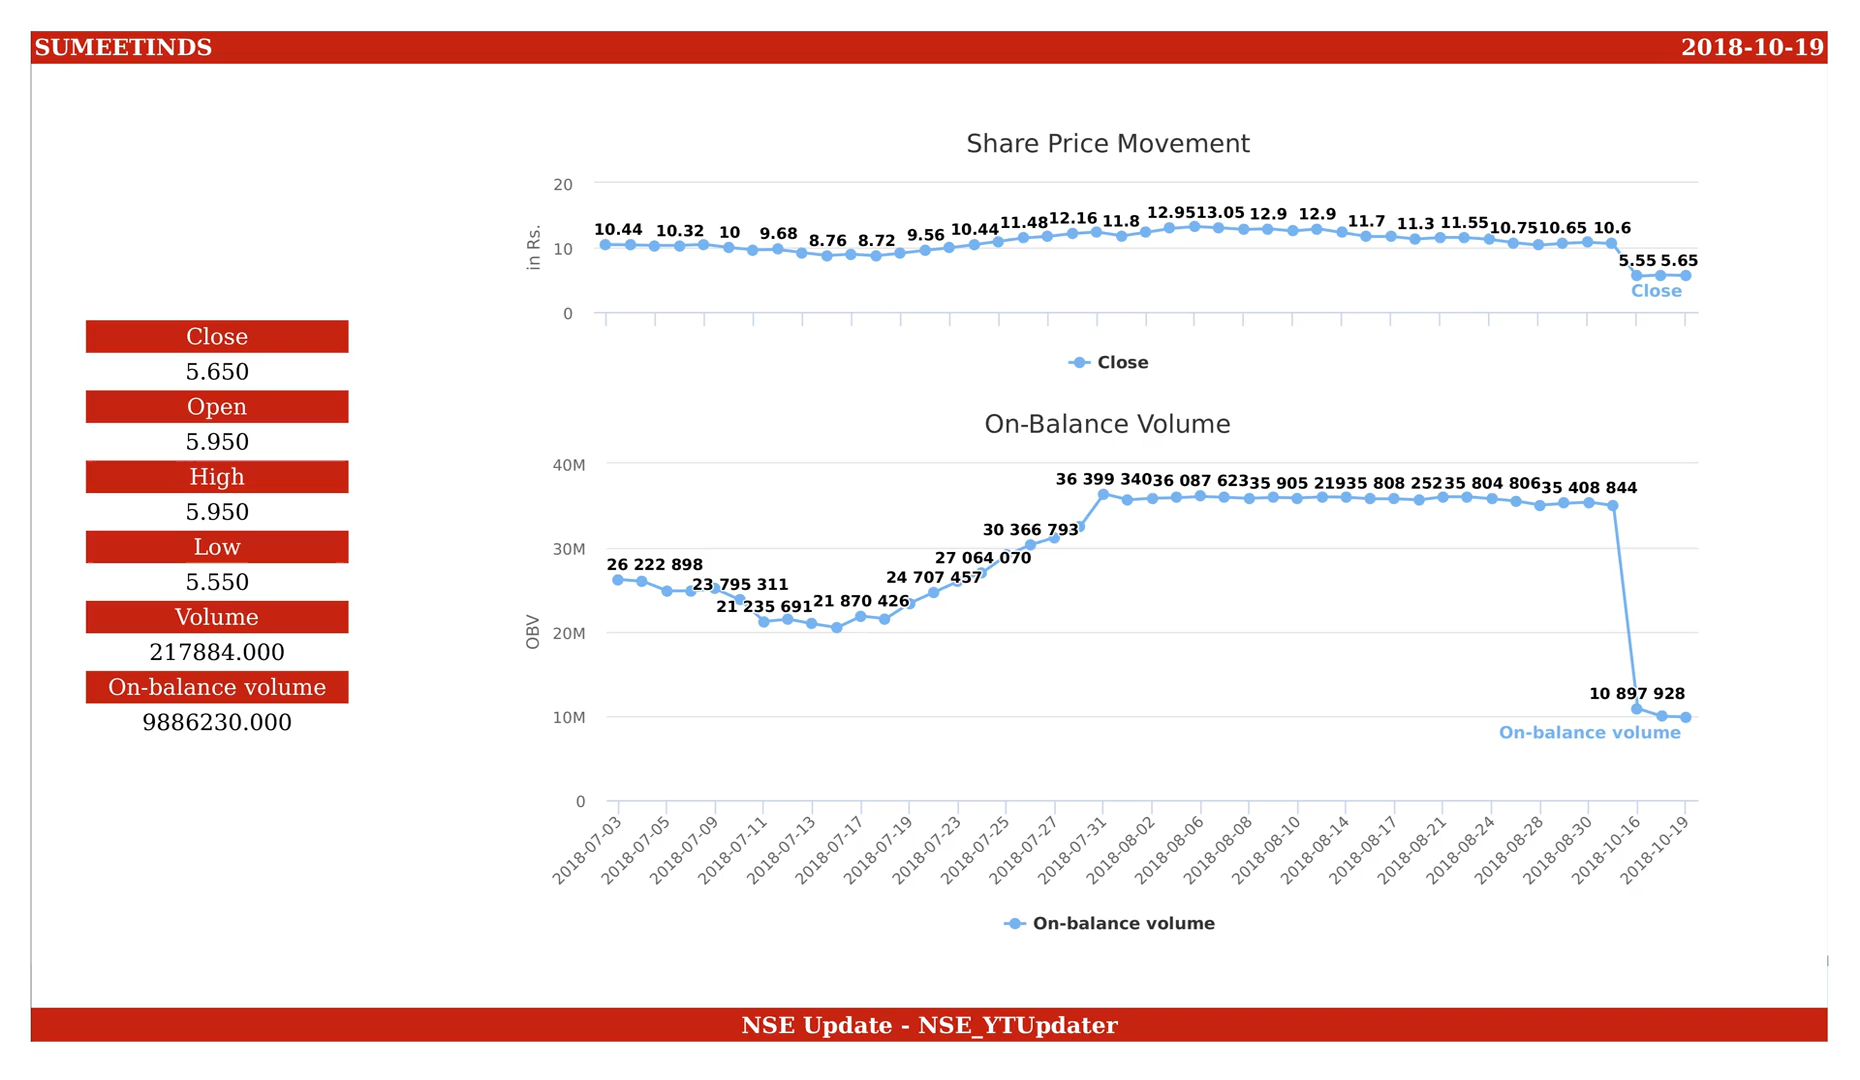 SUMEETINDS 2018-10-19
Close
5.650
Open
5.950
High
5.950
Low
5.550
Volume
217884.000
On-balance volume
9886230.000
Share Price Movement
in Rs.
20
10
0
10.44 10.32 10 9.68 8.76 8.72 9.56 10.44 11.48 12.16 11.8 12.95 13.05 12.9 12.9 11.7 11.3 11.55 10.75 10.65 10.6 5.55 5.65
Close
Close
On-Balance Volume
OBV
40M
30M
20M
10M
0
26 222 898 23 795 311 21 235 691 21 870 426 24 707 457 27 064 070 30 366 793 36 399 340 36 087 623 35 905 219 35 808 252 35 804 806 35 408 844 10 897 928
On-balance volume
2018-07-03 2018-07-05 2018-07-09 2018-07-11 2018-07-13 2018-07-17 2018-07-19 2018-07-23 2018-07-25 2018-07-27 2018-07-31 2018-08-02 2018-08-06 2018-08-08 2018-08-10 2018-08-14 2018-08-17 2018-08-21 2018-08-24 2018-08-28 2018-08-30 2018-10-16 2018-10-19
On-balance volume
NSE Update - NSE_YTUpdater